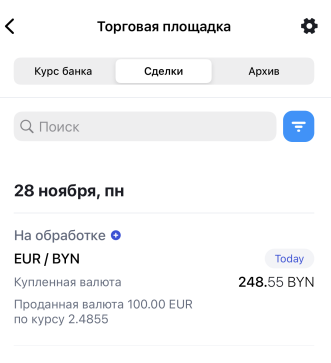 Торговая площадка
Курс банка
Сделки
Архив
Поиск
28 ноября, пн
На обработке
EUR / BYN
Today
Купленная валюта
248.55 BYN
Проданная валюта 100.00 EUR
по курсу 2.4855